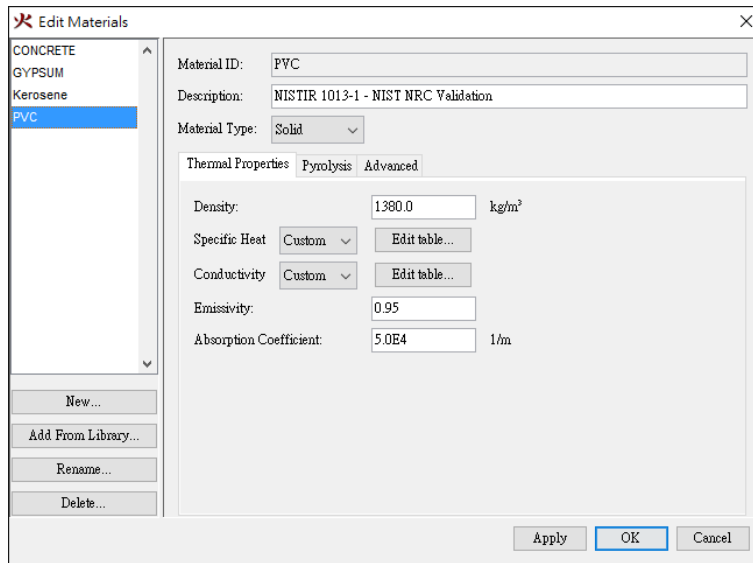 Edit Materials
CONCRETE
GYPSUM
Kerosene
PVC
New...
Add From Library...
Rename...
Delete...
Material ID: PVC
Description: NISTIR 1013-1 - NIST NRC Validation
Material Type: Solid
Thermal Properties Pyrolysis Advanced
Density: 1380.0 kg/m³
Specific Heat Custom Edit table...
Conductivity Custom Edit table...
Emissivity: 0.95
Absorption Coefficient: 5.0E4 1/m
Apply OK Cancel